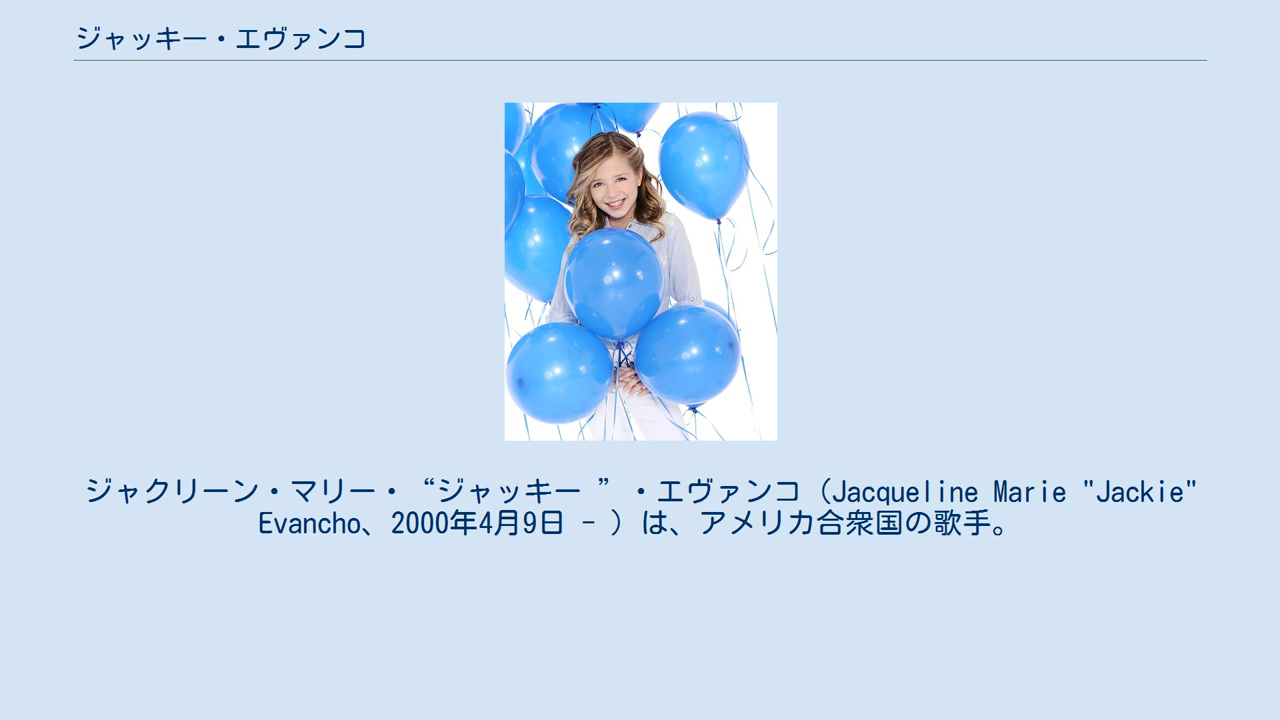 ジャッキー・エヴァンコ
ジャクリーン・マリー・“ジャッキー ”・エヴァンコ（Jacqueline Marie "Jackie"
Evancho、2000年4月9日 - ）は、アメリカ合衆国の歌手。